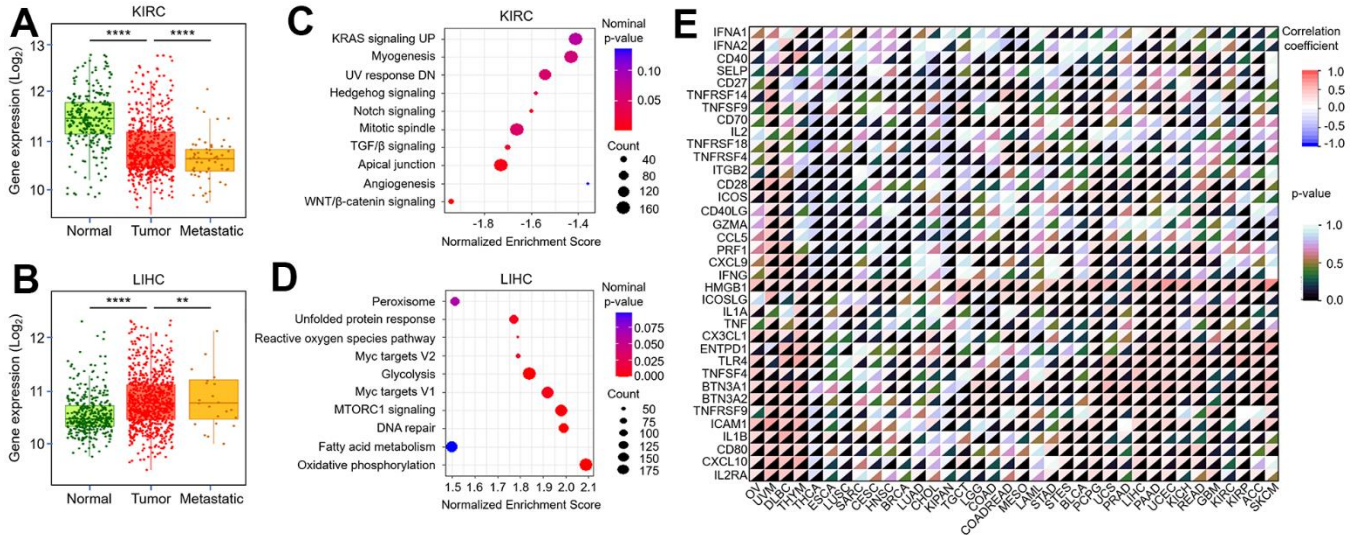 A
KIRC
****
****
Gene expression (Log2)
13
12
11
10
Normal
Tumor
Metastatic
B
LIHC
****
**
Gene expression (Log2)
12
11
10
Normal
Tumor
Metastatic
C
KIRC
KRAS signaling UP
Myogenesis
UV response DN
Hedgehog signaling
Notch signaling
Mitotic spindle
TGF/β signaling
Apical junction
Angiogenesis
WNT/β-catenin signaling
-1.8
-1.6
-1.4
Normalized Enrichment Score
Nominal
p-value
0.10
0.05
Count
40
80
120
160
D
LIHC
Peroxisome
Unfolded protein response
Reactive oxygen species pathway
Myc targets V2
Glycolysis
Myc targets V1
MTORC1 signaling
DNA repair
Fatty acid metabolism
Oxidative phosphorylation
1.5
1.6
1.7
1.8
1.9
2.0
2.1
Normalized Enrichment Score
Nominal
p-value
0.075
0.050
0.025
0.000
Count
50
75
100
125
150
175
E
IFNA1
IFNA2
CD40
SELP
CD27
TNFRSF14
TNFSF9
CD70
IL2
TNFRSF18
TNFRSF4
ITGB2
CD28
ICOS
CD40LG
GZMA
CCL5
PRF1
CXCL9
IFNG
HMGB1
ICOSLG
IL1A
TNF
CX3CL1
ENTPD1
TLR4
TNFSF4
BTN3A1
BTN3A2
TNFRSF9
ICAM1
IL1B
CD80
CXCL10
IL2RA
OV
UVM
DLBC
THYM
THCA
ESCA
LUSC
SARC
CESC
HNSC
BRCA
LUAD
CHOL
KIPAN
TGCT
LGG
COAD
COADREAD
MESO
LAML
STAD
STES
BLCA
PCPG
UCS
PRAD
LIHC
PAAD
UCEC
KICH
READ
GBM
KIRC
KIRP
ACC
SKCM
Correlation
coefficient
1.0
0.5
0.0
-0.5
-1.0
p-value
1.0
0.5
0.0